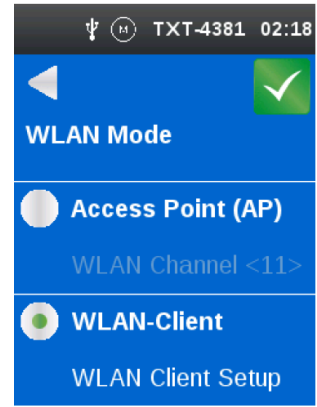 M TXT-4381 02:18
WLAN Mode
Access Point (AP)
WLAN Channel <11>
WLAN-Client
WLAN Client Setup